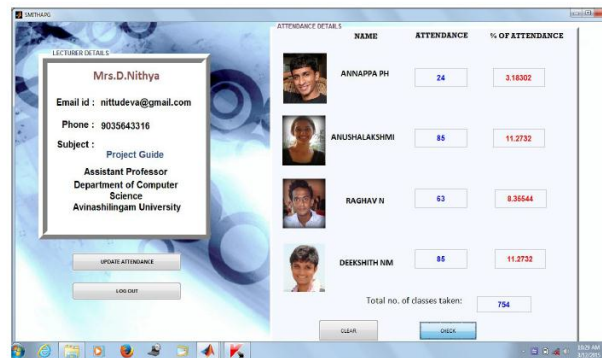 SMITHAPG
LECTURER DETAILS
Mrs.D.Nithya
Email id : nittudeva@gmail.com
Phone : 9035643316
Subject :
Project Guide
Assistant Professor
Department of Computer
Science
Avinashilingam University
UPDATE ATTENDANCE
LOG OUT
ATTENDANCE DETAILS
NAME ATTENDANCE % OF ATTENDANCE
ANNAPPA PH 24 3.18302
ANUSHALAKSHMI 85 11.2732
RAGHAV N 63 8.35544
DEEKSHITH NM 85 11.2732
Total no. of classes taken: 754
CLEAR CHECK
10:29 AM